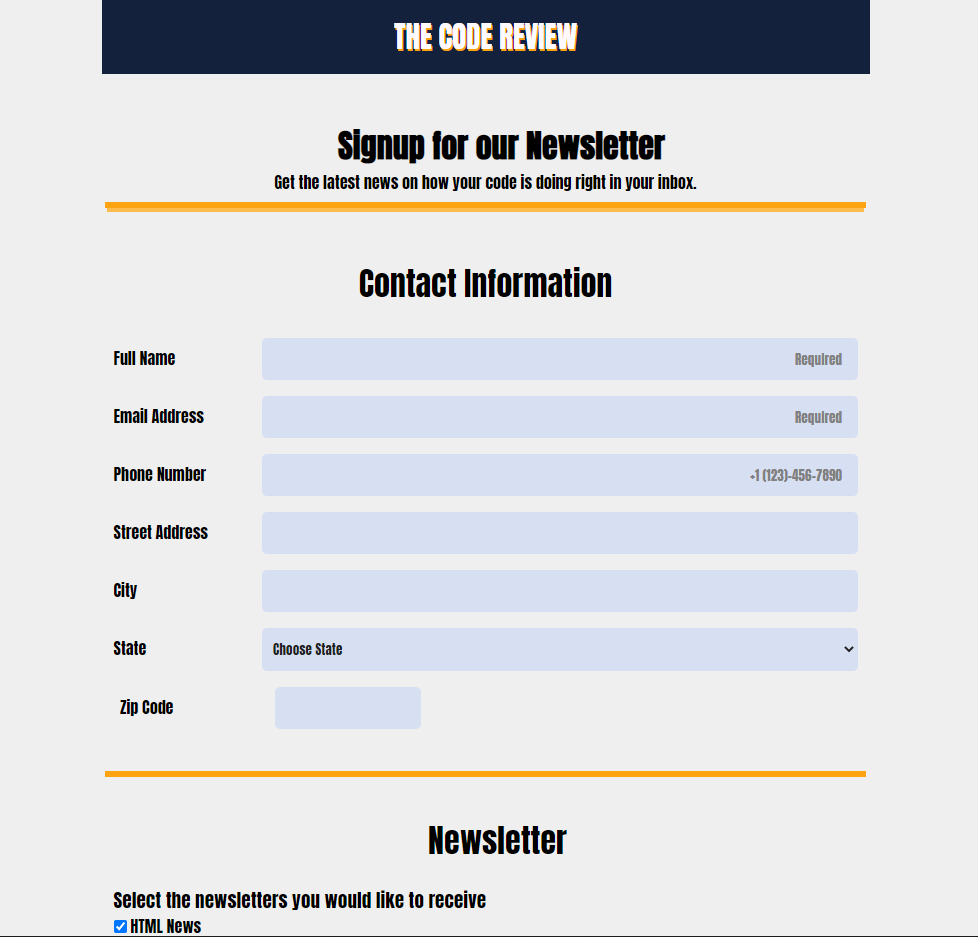 THE CODE REVIEW
Signup for our Newsletter
Get the latest news on how your code is doing right in your inbox.
Contact Information
Full Name Required
Email Address Required
Phone Number +1 (123)-456-7890
Street Address
City
State Choose State
Zip Code
Newsletter
Select the newsletters you would like to receive
HTML News